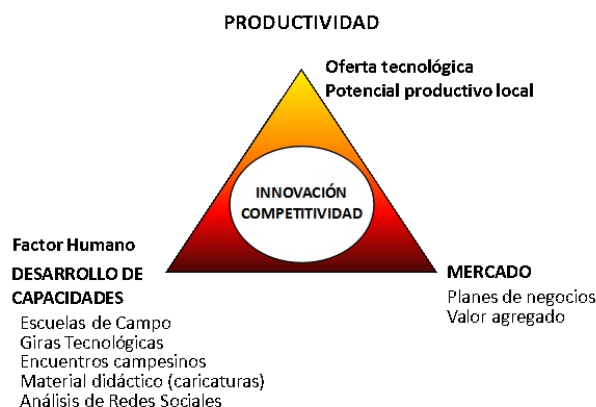 PRODUCTIVIDAD
Oferta tecnológica
Potencial productivo local
INNOVACIÓN
COMPETITIVIDAD
Factor Humano
DESARROLLO DE
CAPACIDADES
Escuelas de Campo
Giras Tecnológicas
Encuentros campesinos
Material didáctico (caricaturas)
Análisis de Redes Sociales
MERCADO
Planes de negocios
Valor agregado